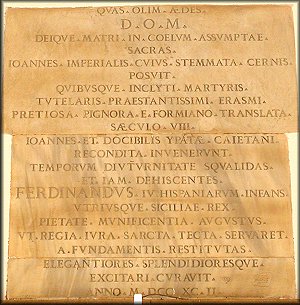 QVAS . OLIM . ÆDES .
D . O . M .
DEIQVE . MATRI . IN . COELVM . ASSVMPTAE .
SACRAS .
IOANNES . IMPERIALIS . CVIVS . STEMMATA . CERNIS .
POSVIT .
QVIBVSQVE . INCLYTI . MARTYRIS .
TVTELARIS . PRAESTANTISSIMI . ERASMI .
PRETIOSA . PIGNORA . E . FORMIANO . TRANSLATA .
SÆCVLO . VIII .
IOANNES . ET . DOCIBILIS . YPATÆ . CAIETANI .
RECONDITA . INVENERVNT .
TEMPORVM . DIVTVRNITATE . SQVALIDAS .
ET . IAM . DEHISCENTES .
FERDINANDVS . IV . HISPANIARVM . INFANS .
VTRIVSQVE . SICILIAE . REX .
PIETATE . MVNIFICENTIA . AVGVSTVS .
VT . REGIA . IVRA . SARCTA . TECTA . SERVARET .
A . FVNDAMENTIS . RESTITVTAS .
ELEGANTIORES . SPLENDIDIORESQVE .
EXCITARI . CVRAVIT .
ANNO . M . DCC . XC . II .